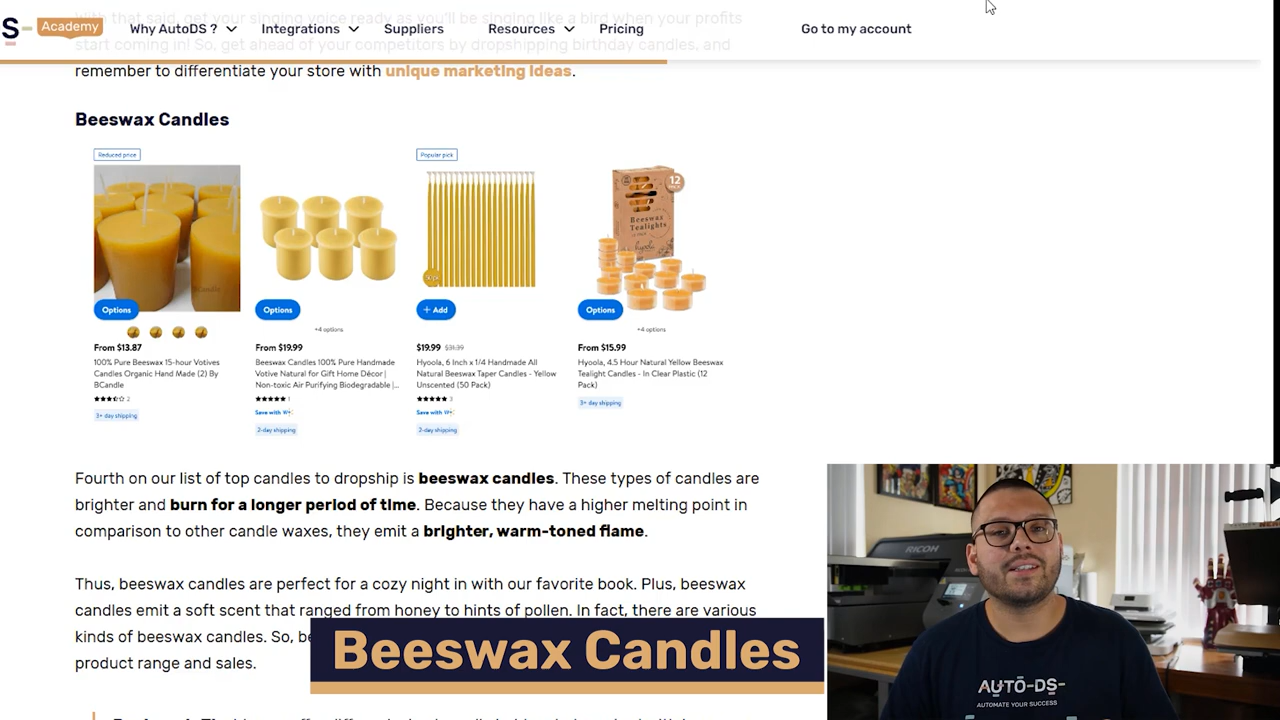 With that said, get your singing voice ready as you'll be singing like a bird when your profits
S- Academy Why AutoDS ? Integrations Suppliers Resources Pricing Go to my account
start coming in! So, get ahead of your competitors by dropshipping birthday candles, and
remember to differentiate your store with unique marketing ideas.
Beeswax Candles
Reduced price
Options
From $13.87
100% Pure Beeswax 15-hour Votives
Candles Organic Hand Made (2) By
BCandle
2
3+ day shipping
Options
+4 options
From $19.99
Beeswax Candles 100% Pure Handmade
Votive Natural for Gift Home Décor |
Non-toxic Air Purifying Biodegradable |...
1
Save with W+
2-day shipping
Popular pick
+ Add
$19.99 $31.39
Hyoola, 6 Inch x 1/4 Handmade All
Natural Beeswax Taper Candles - Yellow
Unscented (50 Pack)
3
Save with W+
3-day shipping
12
Beeswax
Tealights
hyoola
Options
+4 options
From $15.99
Hyoola, 4.5 Hour Natural Yellow Beeswax
Tealight Candles - In Clear Plastic (12
Pack)
3+ day shipping
Fourth on our list of top candles to dropship is beeswax candles. These types of candles are
brighter and burn for a longer period of time. Because they have a higher melting point in
comparison to other candle waxes, they emit a brighter, warm-toned flame.
Thus, beeswax candles are perfect for a cozy night in with our favorite book. Plus, beeswax
candles emit a soft scent that ranged from honey to hints of pollen. In fact, there are various
kinds of beeswax candles. So, be
product range and sales.
Beeswax Candles
RICOH
AUTO-DS-
AUTOMATE YOUR SUCCESS